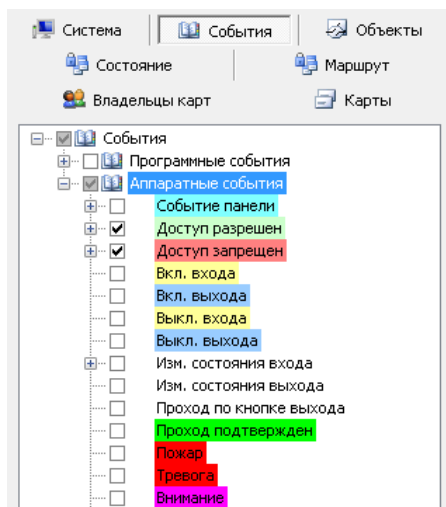 Система События Объекты
Состояние Маршрут
Владельцы карт Карты
События
Программные события
Аппаратные события
Событие панели
Доступ разрешен
Доступ запрещен
Вкл. входа
Вкл. выхода
Выкл. входа
Выкл. выхода
Изм. состояния входа
Изм. состояния выхода
Проход по кнопке выхода
Проход подтвержден
Пожар
Тревога
Внимание